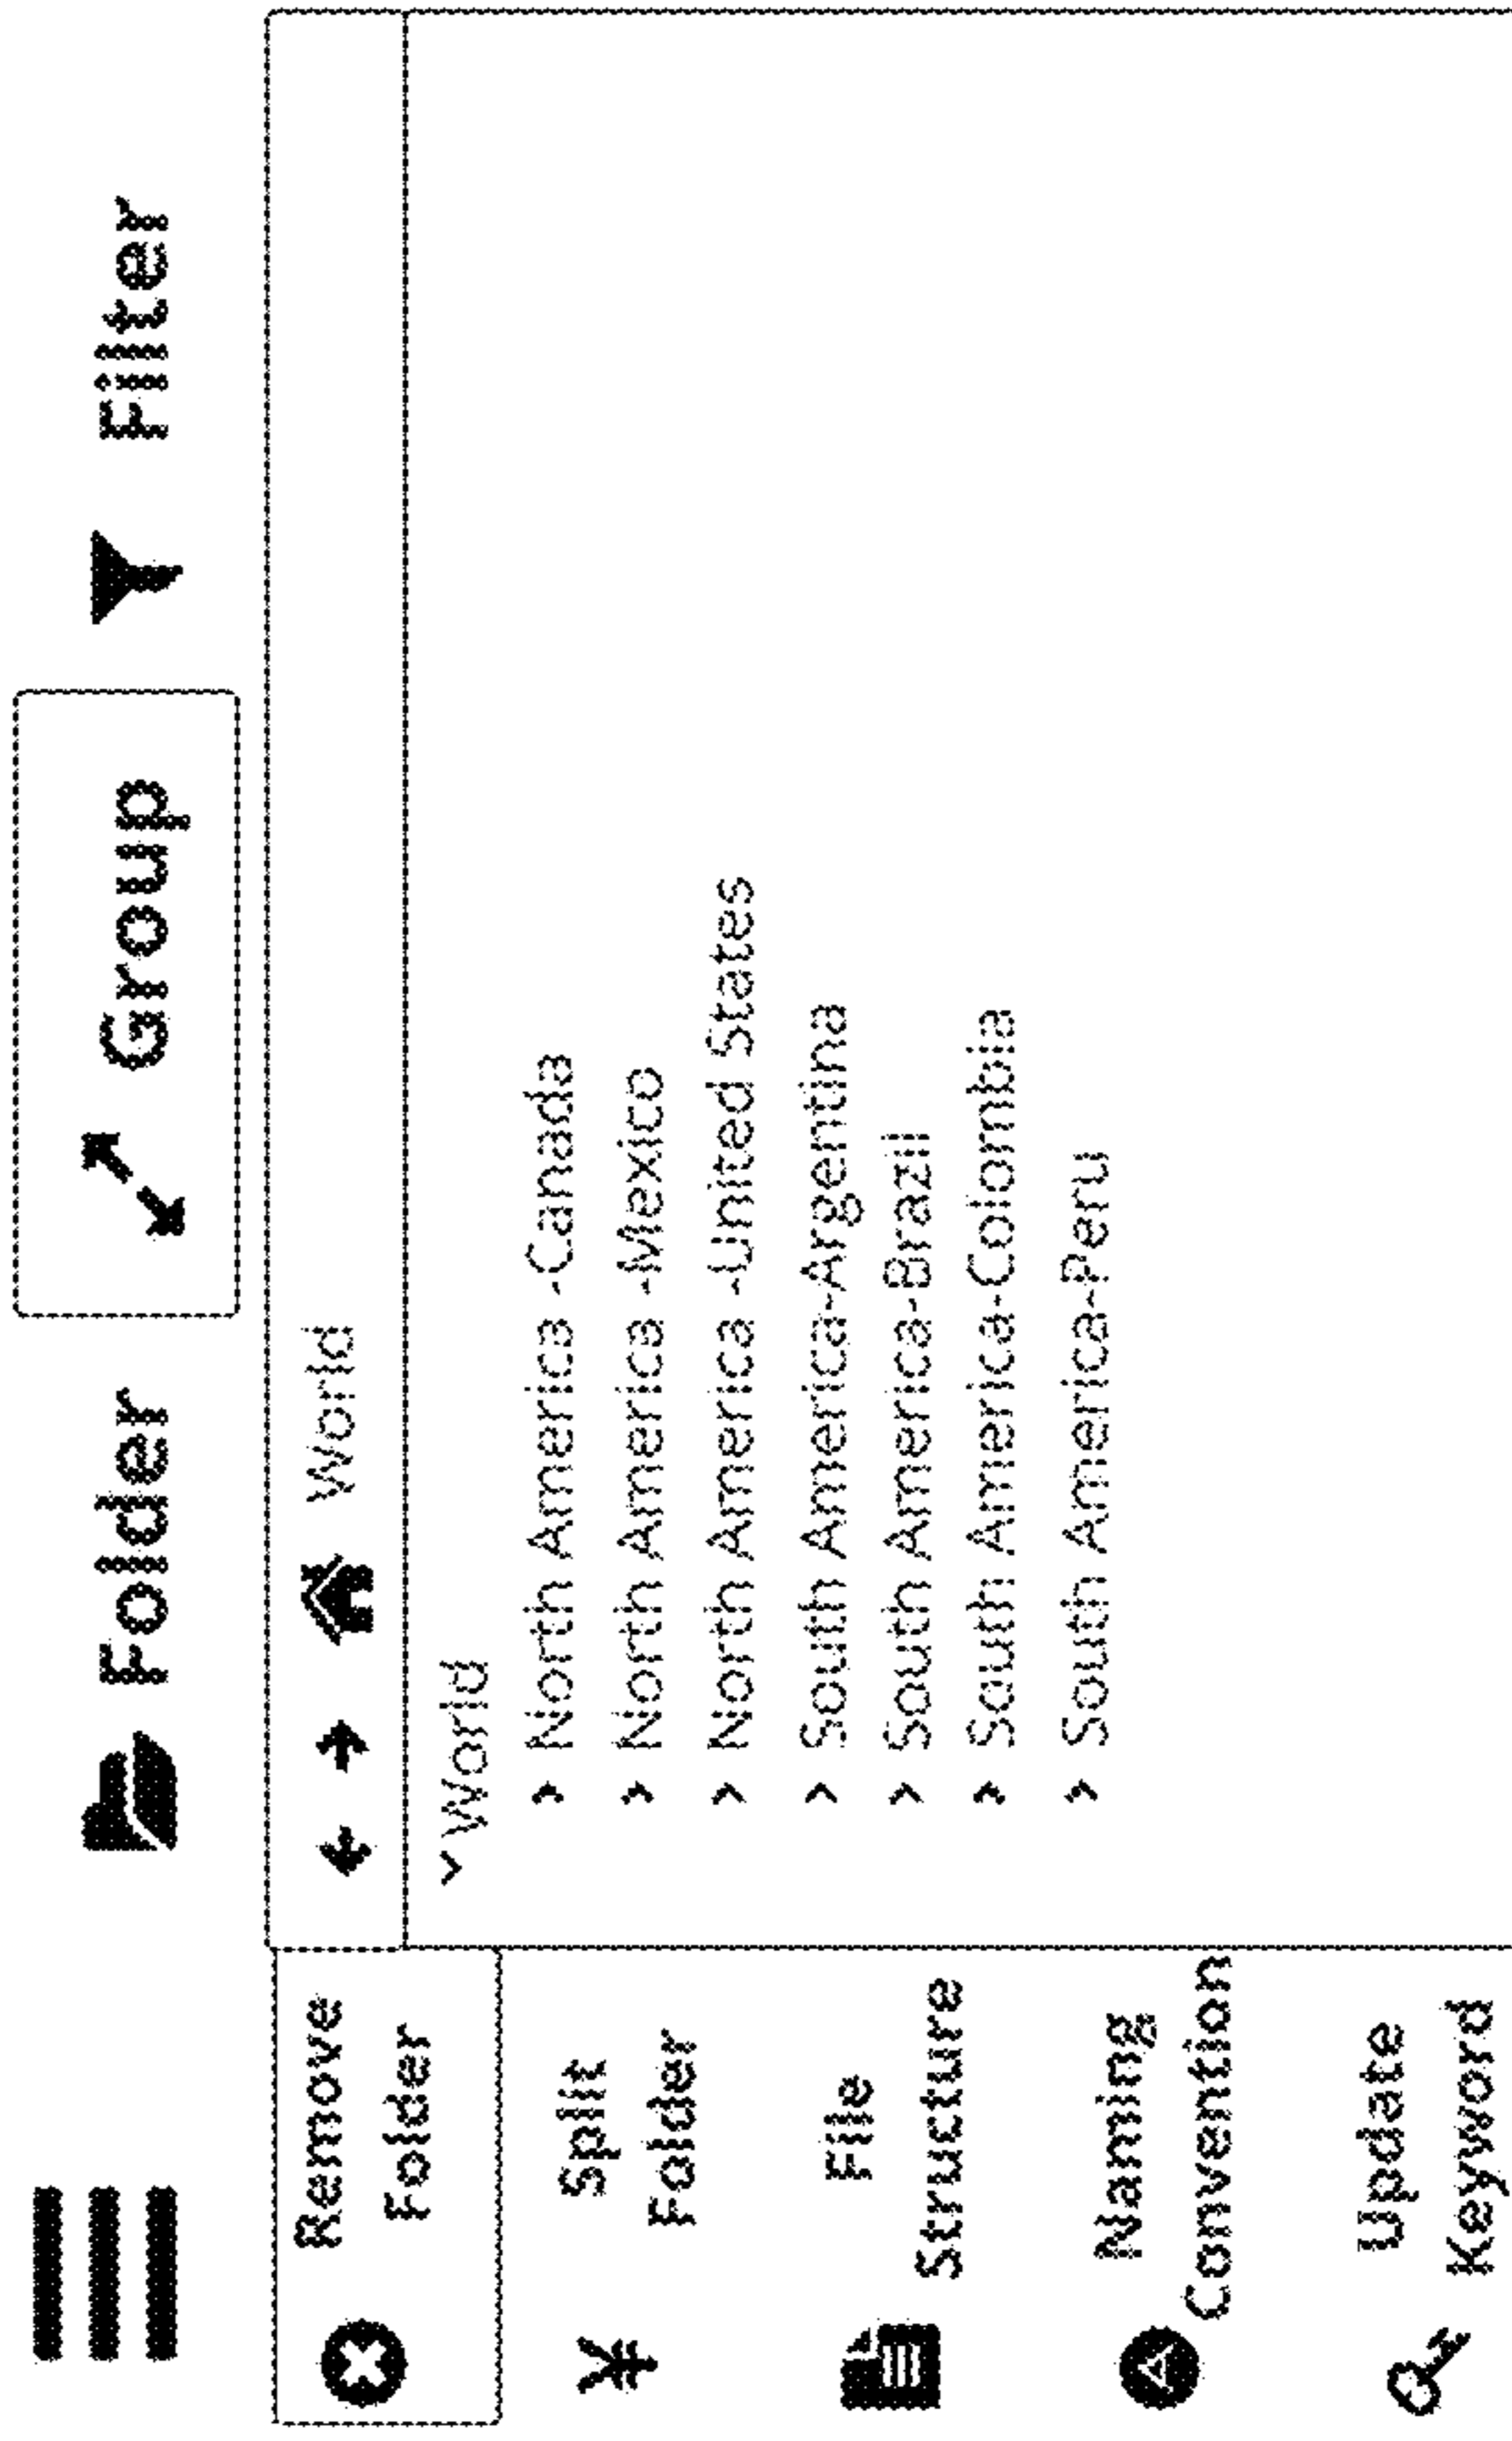 Folder Group Filter
World
World
North America -Canada
North America -Mexico
North America -United States
South America-Argentina
South America-Brazil
South America-Colombia
South America-Peru
Remove
Folder
Split
Folder
File
Structure
Naming
Convention
Update
Keyword